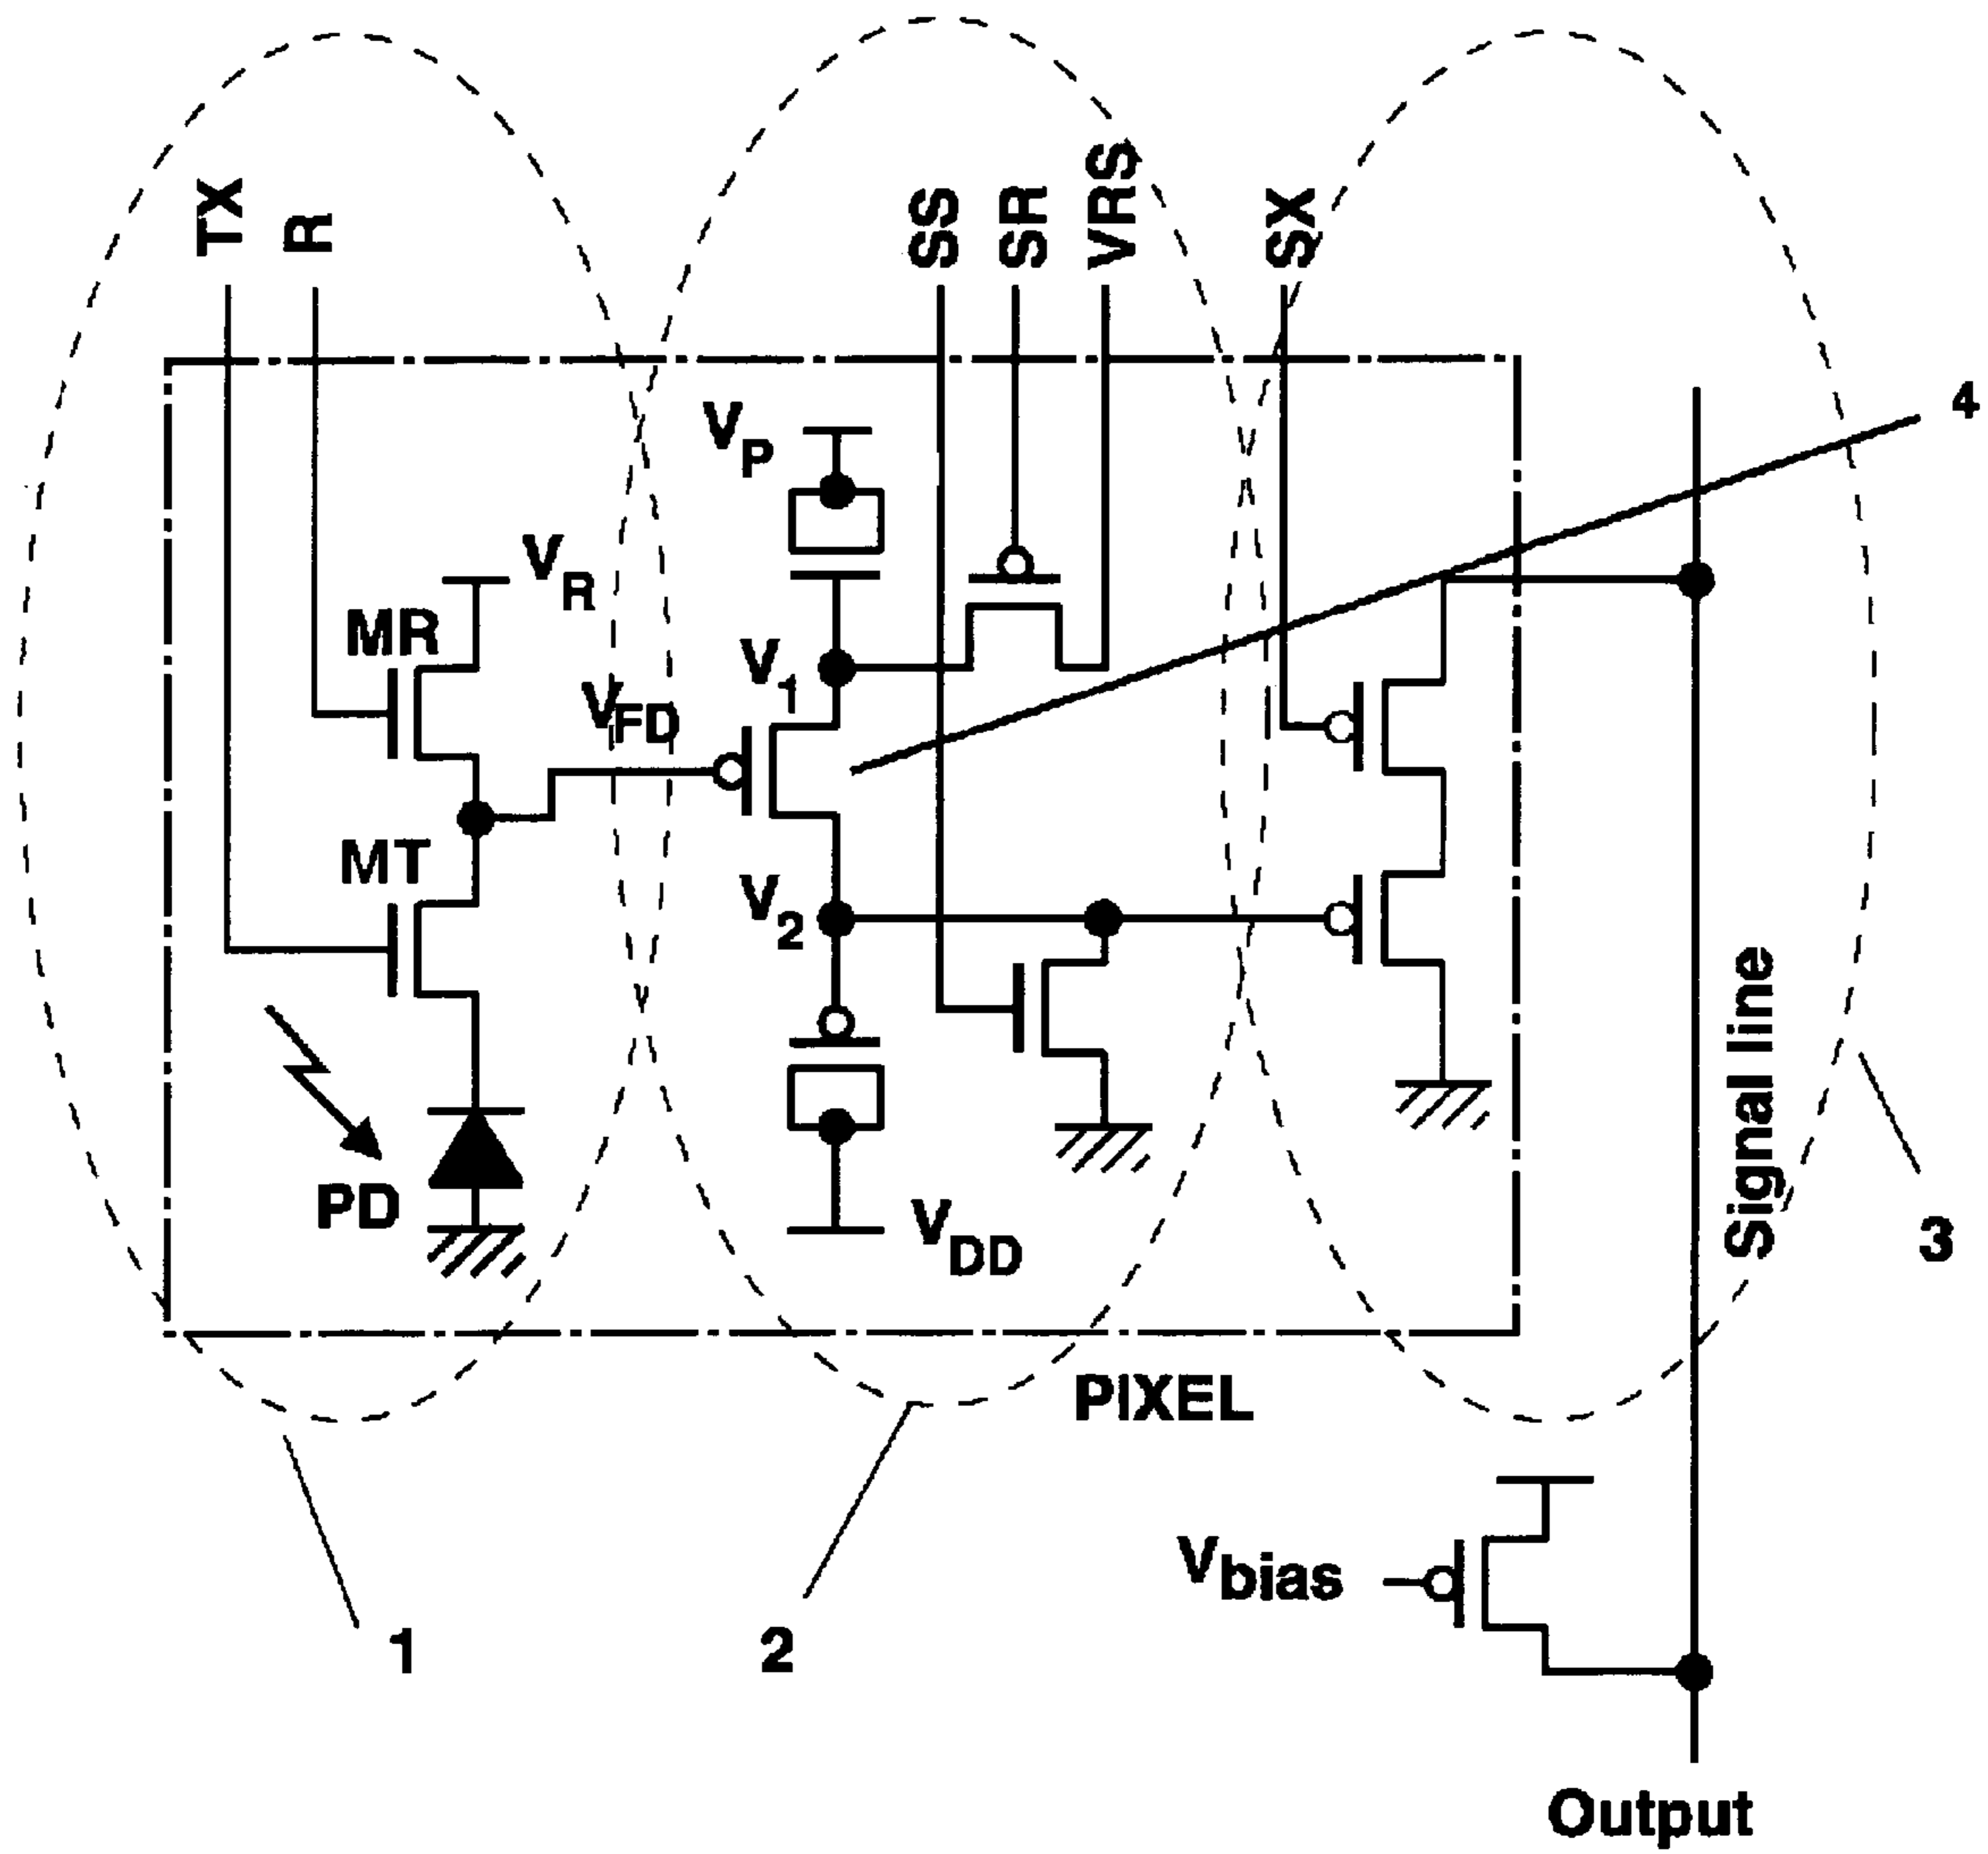 TX
R
SS
SR
VRS
SX
4
VP
VR
MR
V1
VFD
MT
V2
Signal line
PD
VDD
3
PIXEL
Vbias
1
2
Output